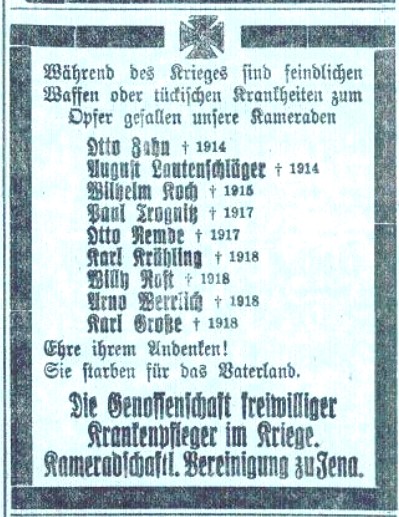 Während des Krieges sind feindlichen
Waffen oder tückischen Krankheiten zum
Opfer gefallen unsere Kameraden
Otto Zahn † 1914
August Lautenschläger † 1914
Wilhelm Koch † 1915
Paul Trognitz † 1917
Otto Remde † 1917
Karl Krähling † 1918
Willy Rost † 1918
Arno Werrlich † 1918
Karl Große † 1918
Ehre ihrem Andenken!
Sie starben für das Vaterland.
Die Genossenschaft freiwilliger
Krankenpfleger im Kriege.
Kameradschaftl. Vereinigung zu Jena.